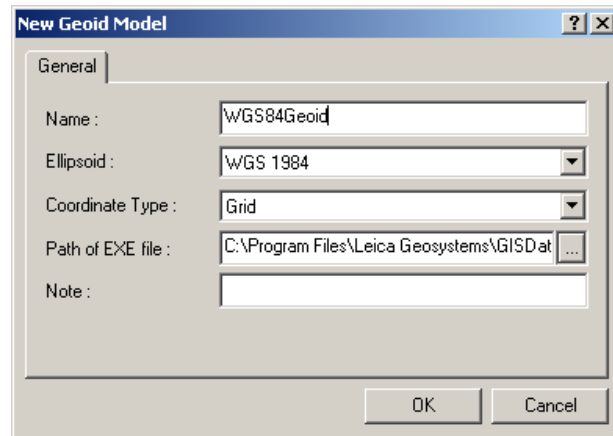 New Geoid Model
General
Name : WGS84Geoid
Ellipsoid : WGS 1984
Coordinate Type : Grid
Path of EXE file : C:\Program Files\Leica Geosystems\GISDat ...
Note :
OK Cancel